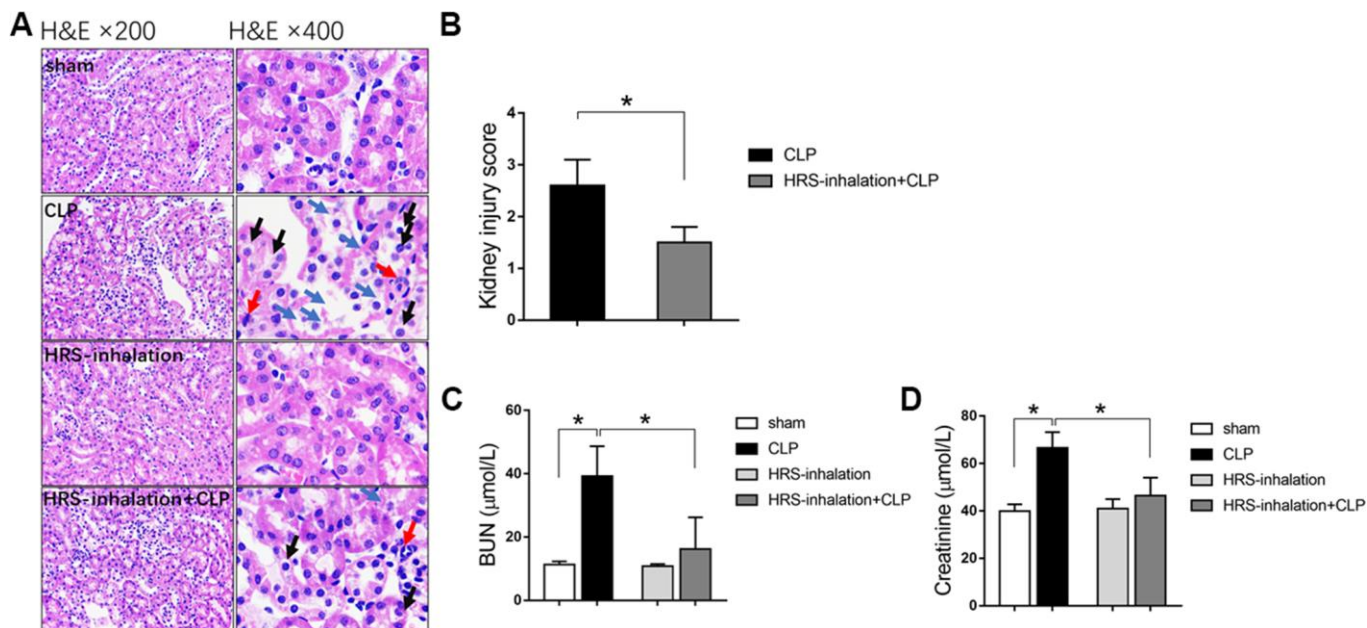 A
H&E ×200
H&E ×400
sham
CLP
HRS-inhalation
HRS-inhalation+CLP
B
Kidney injury score
4
3
2
1
0
*
CLP
HRS-inhalation+CLP
C
BUN (μmol/L)
60
40
20
0
*
*
sham
CLP
HRS-inhalation
HRS-inhalation+CLP
D
Creatinine (μmol/L)
80
60
40
20
0
*
*
sham
CLP
HRS-inhalation
HRS-inhalation+CLP